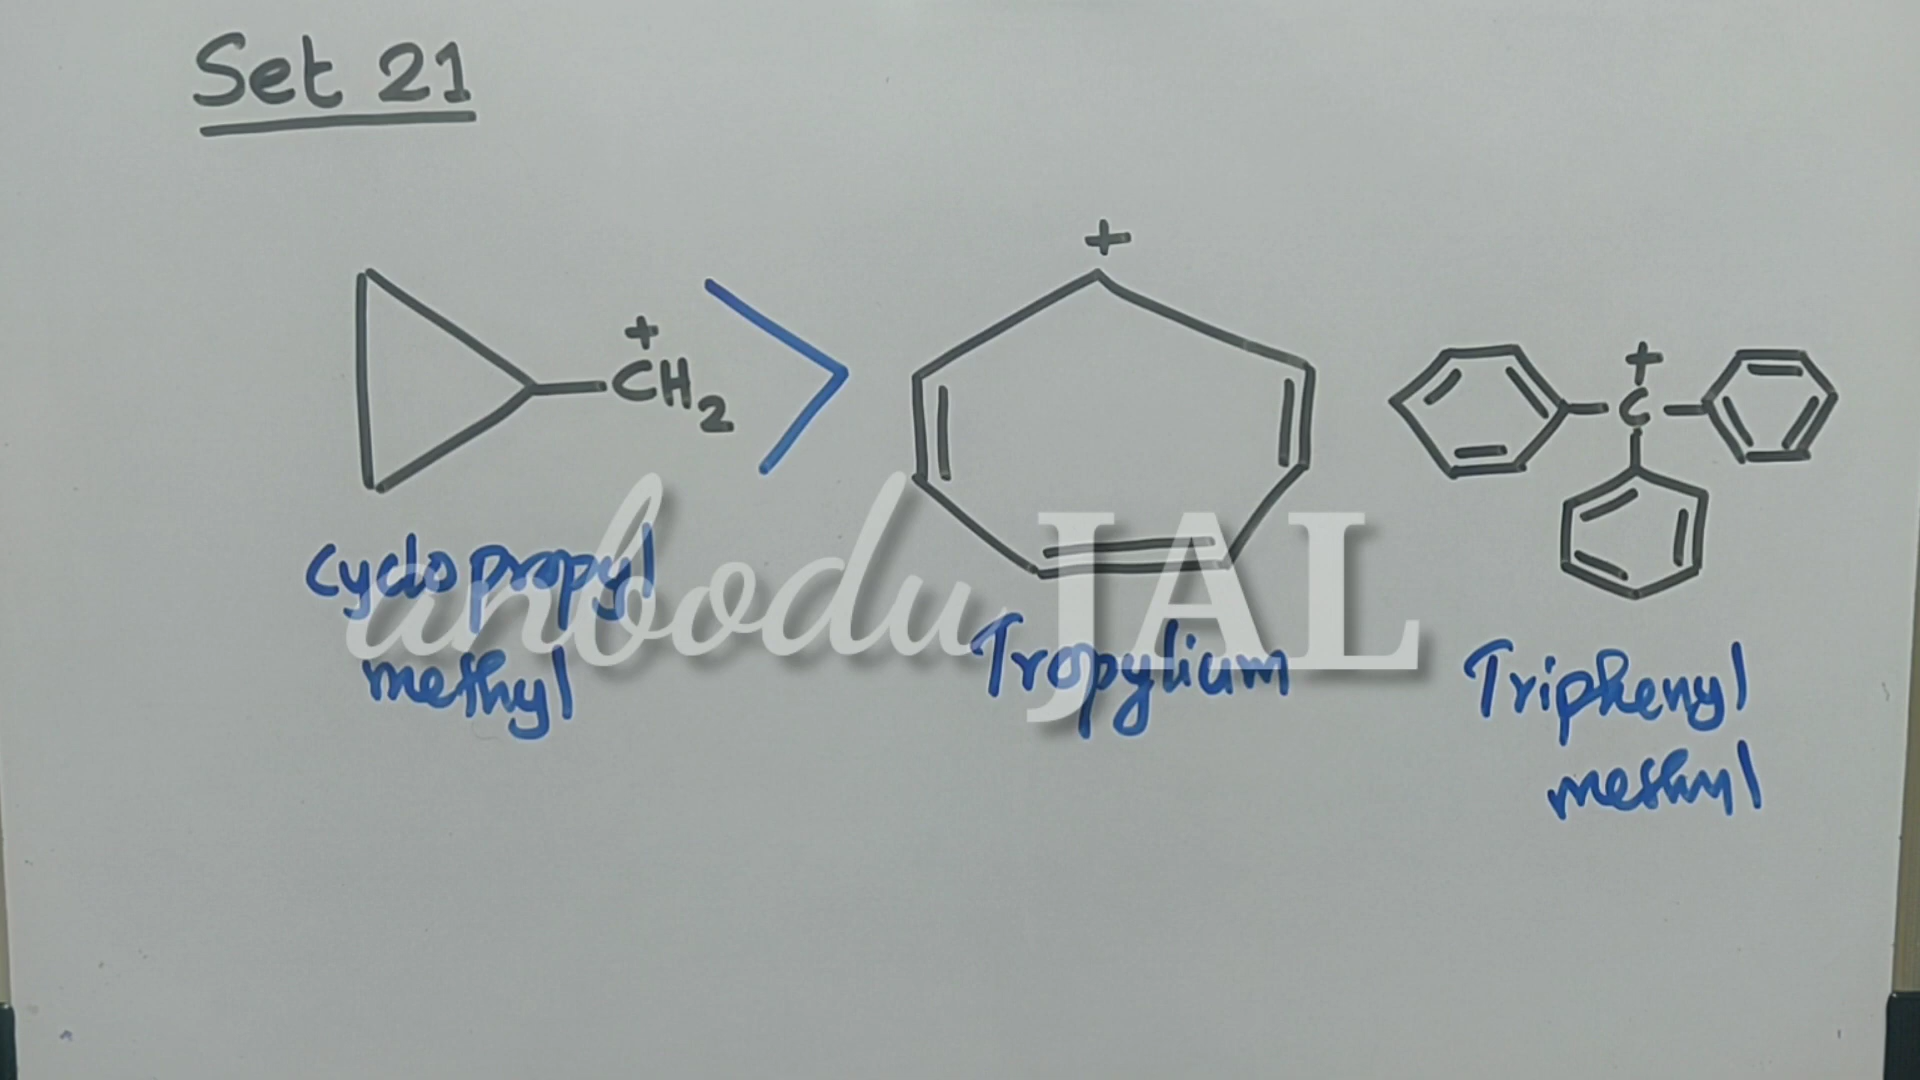 Set 21
+
CH2
>
+
+
C
cyclopropyl
methyl
Tropylium
Triphenyl
methyl
anbodu JAL